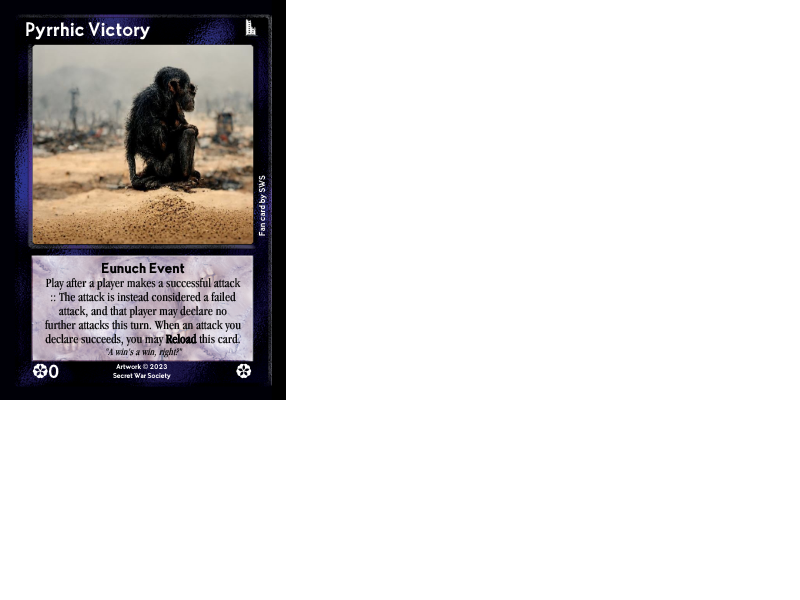 Pyrrhic Victory
Fan card by SWS
Eunuch Event
Play after a player makes a successful attack
:: The attack is instead considered a failed
attack, and that player may declare no
further attacks this turn. When an attack you
declare succeeds, you may Reload this card.
"A win's a win, right?"
0
Artwork © 2023
Secret War Society